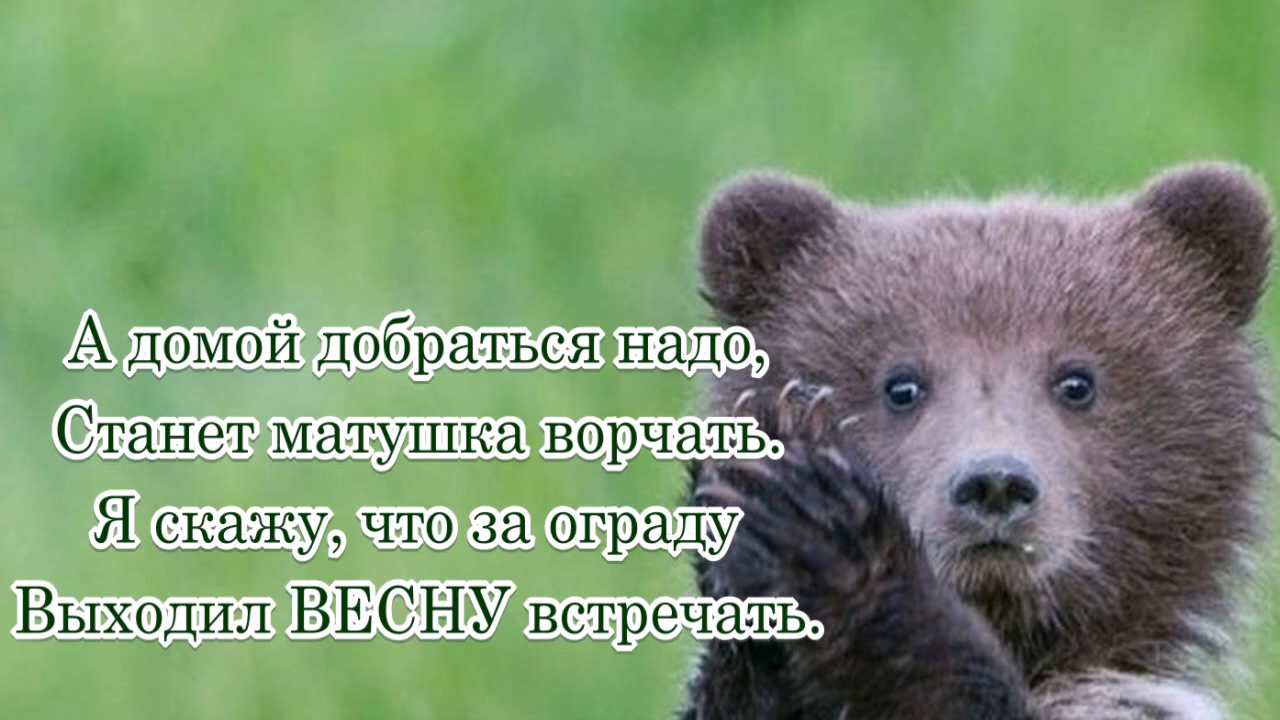 А домой добраться надо,
Станет матушка ворчать.
Я скажу, что за ограду
Выходил ВЕСНУ встречать.